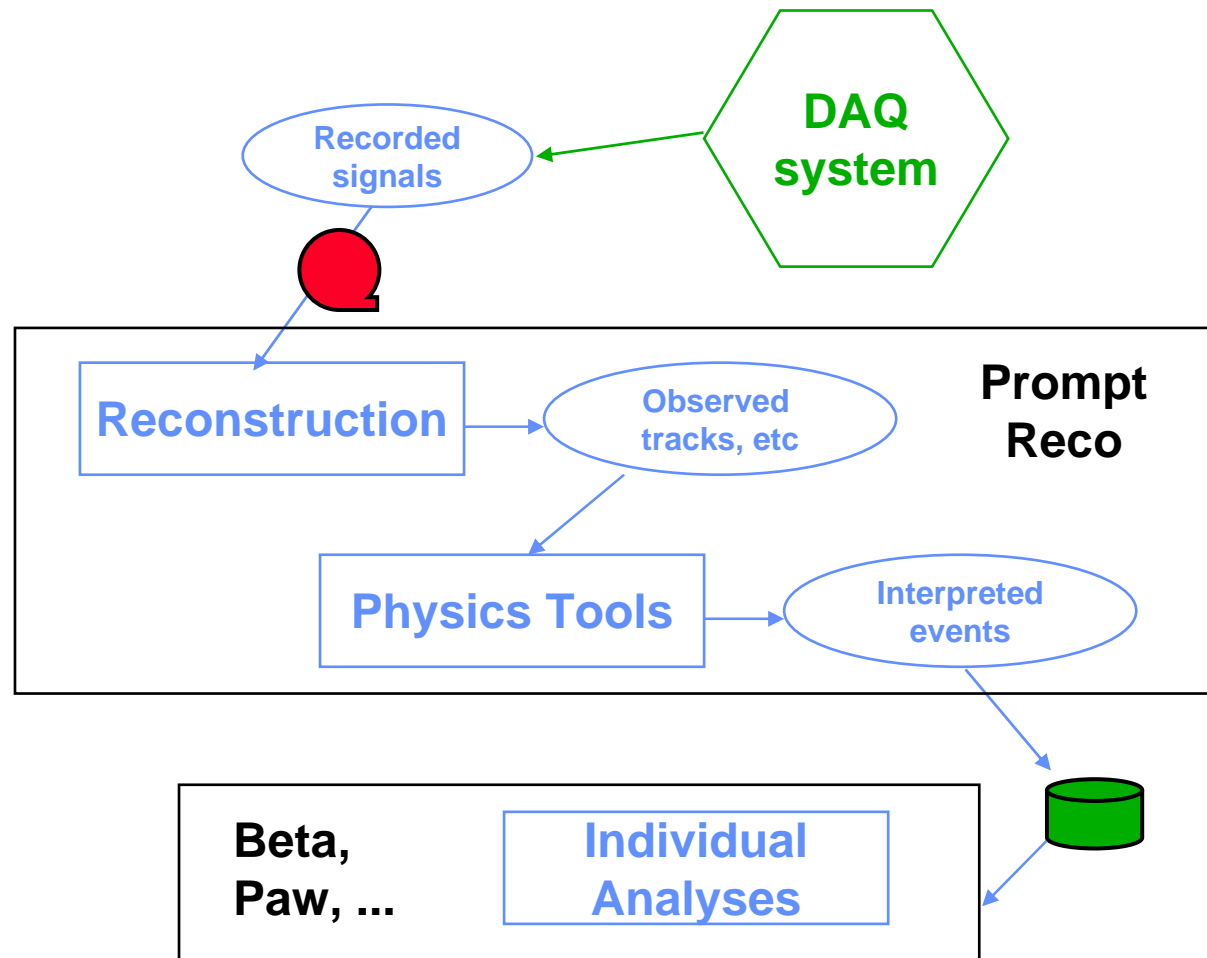 DAQ
system
Recorded
signals
Prompt
Reco
Reconstruction
Observed
tracks, etc
Physics Tools
Interpreted
events
Beta,
Paw, ...
Individual
Analyses